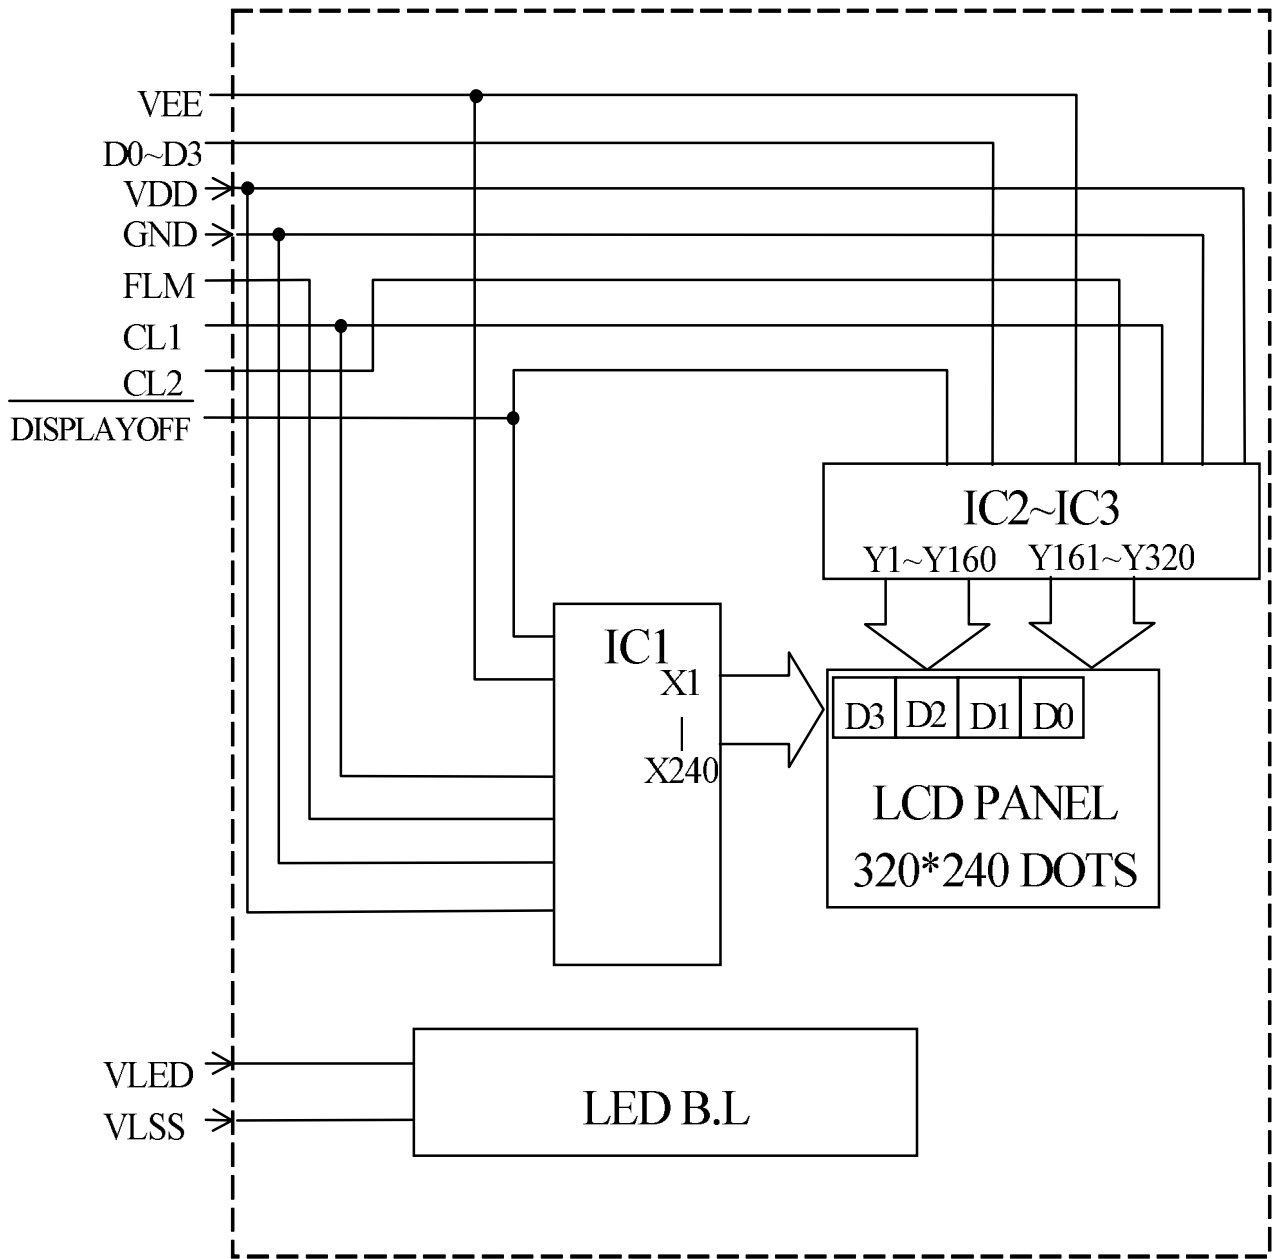 VEE
D0~D3
VDD
GND
FLM
CL1
CL2
DISPLAYOFF
IC2~IC3
Y1~Y160 Y161~Y320
IC1
X1
|
X240
D3 D2 D1 D0
LCD PANEL
320*240 DOTS
VLED
VLSS
LED B.L